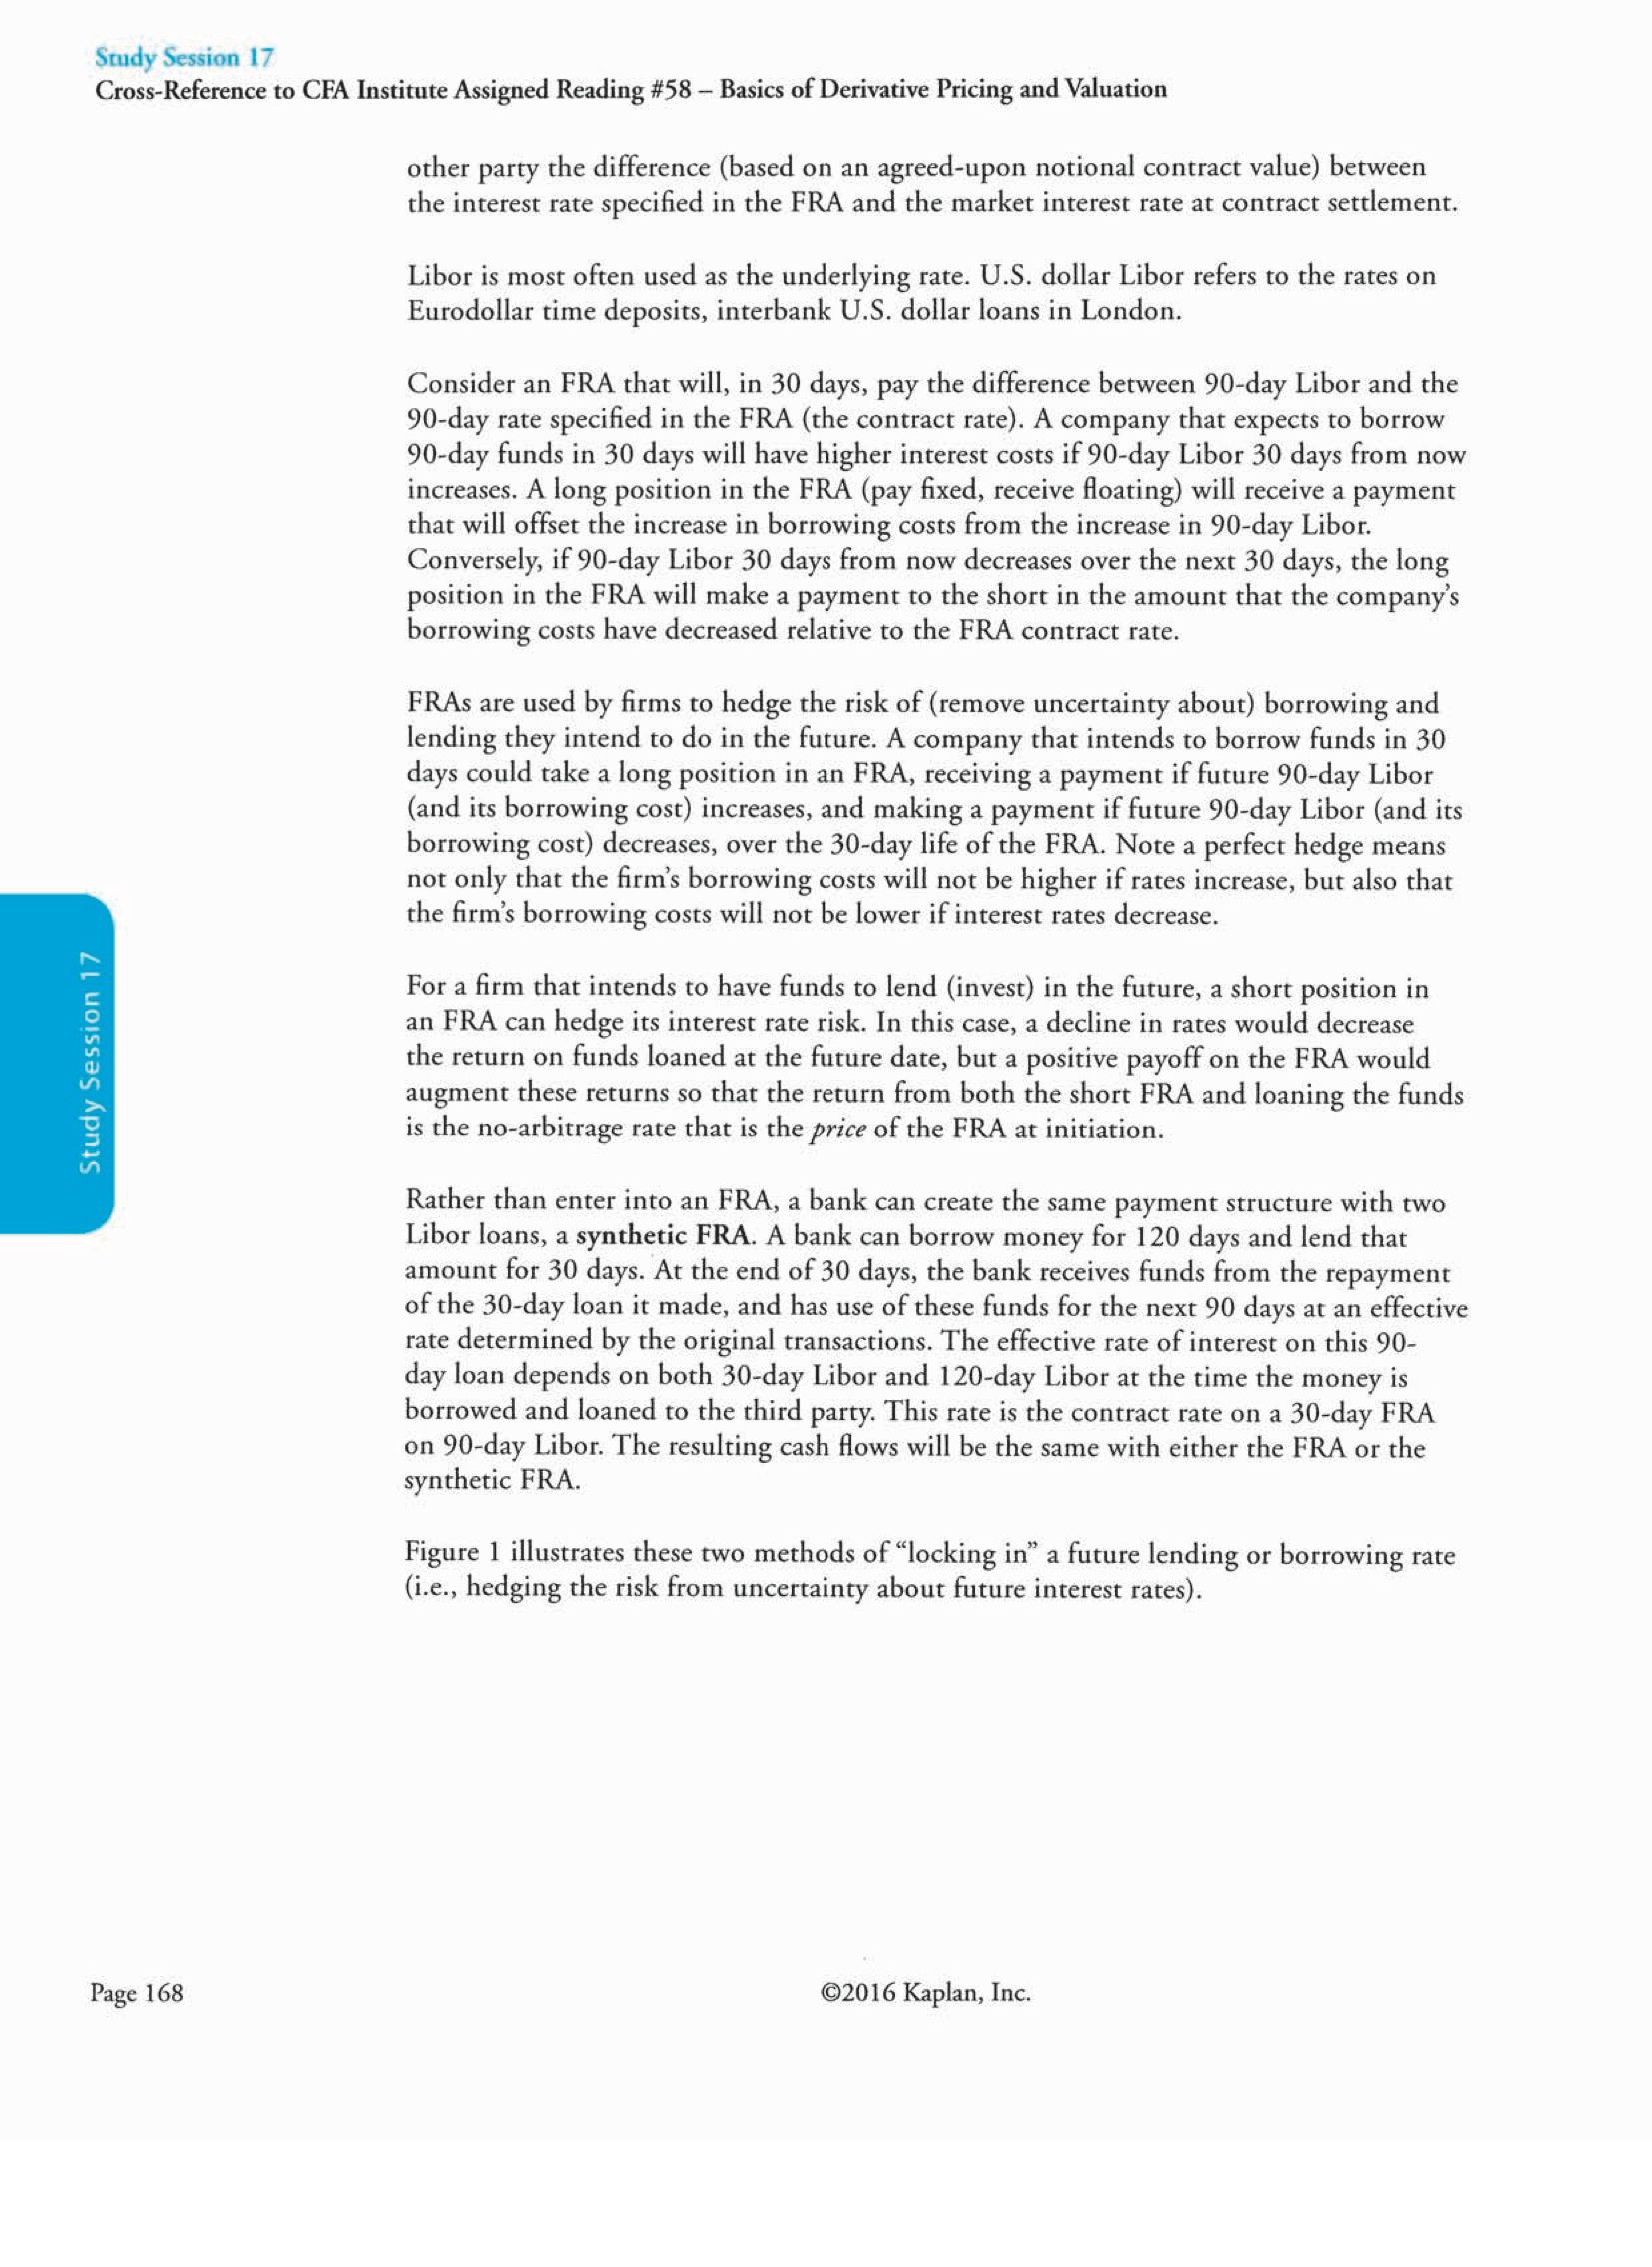 Study Session 17
Cross-Reference to CFA Institute Assigned Reading #58 – Basics of Derivative Pricing and Valuation
other party the difference (based on an agreed-upon notional contract value) between
the interest rate specified in the FRA and the market interest rate at contract settlement.
Libor is most often used as the underlying rate. U.S. dollar Libor refers to the rates on
Eurodollar time deposits, interbank U.S. dollar loans in London.
Consider an FRA that will, in 30 days, pay the difference between 90-day Libor and the
90-day rate specified in the FRA (the contract rate). A company that expects to borrow
90-day funds in 30 days will have higher interest costs if 90-day Libor 30 days from now
increases. A long position in the FRA (pay fixed, receive floating) will receive a payment
that will offset the increase in borrowing costs from the increase in 90-day Libor.
Conversely, if 90-day Libor 30 days from now decreases over the next 30 days, the long
position in the FRA will make a payment to the short in the amount that the company's
borrowing costs have decreased relative to the FRA contract rate.
FRAs are used by firms to hedge the risk of (remove uncertainty about) borrowing and
lending they intend to do in the future. A company that intends to borrow funds in 30
days could take a long position in an FRA, receiving a payment if future 90-day Libor
(and its borrowing cost) increases, and making a payment if future 90-day Libor (and its
borrowing cost) decreases, over the 30-day life of the FRA. Note a perfect hedge means
not only that the firm's borrowing costs will not be higher if rates increase, but also that
the firm's borrowing costs will not be lower if interest rates decrease.
For a firm that intends to have funds to lend (invest) in the future, a short position in
an FRA can hedge its interest rate risk. In this case, a decline in rates would decrease
the return on funds loaned at the future date, but a positive payoff on the FRA would
augment these returns so that the return from both the short FRA and loaning the funds
is the no-arbitrage rate that is the price of the FRA at initiation.
Rather than enter into an FRA, a bank can create the same payment structure with two
Libor loans, a synthetic FRA. A bank can borrow money for 120 days and lend that
amount for 30 days. At the end of 30 days, the bank receives funds from the repayment
of the 30-day loan it made, and has use of these funds for the next 90 days at an effective
rate determined by the original transactions. The effective rate of interest on this 90-
day loan depends on both 30-day Libor and 120-day Libor at the time the money is
borrowed and loaned to the third party. This rate is the contract rate on a 30-day FRA
on 90-day Libor. The resulting cash flows will be the same with either the FRA or the
synthetic FRA.
Figure 1 illustrates these two methods of “locking in” a future lending or borrowing rate
(i.e., hedging the risk from uncertainty about future interest rates).
Study Session 17
Page 168
©2016 Kaplan, Inc.